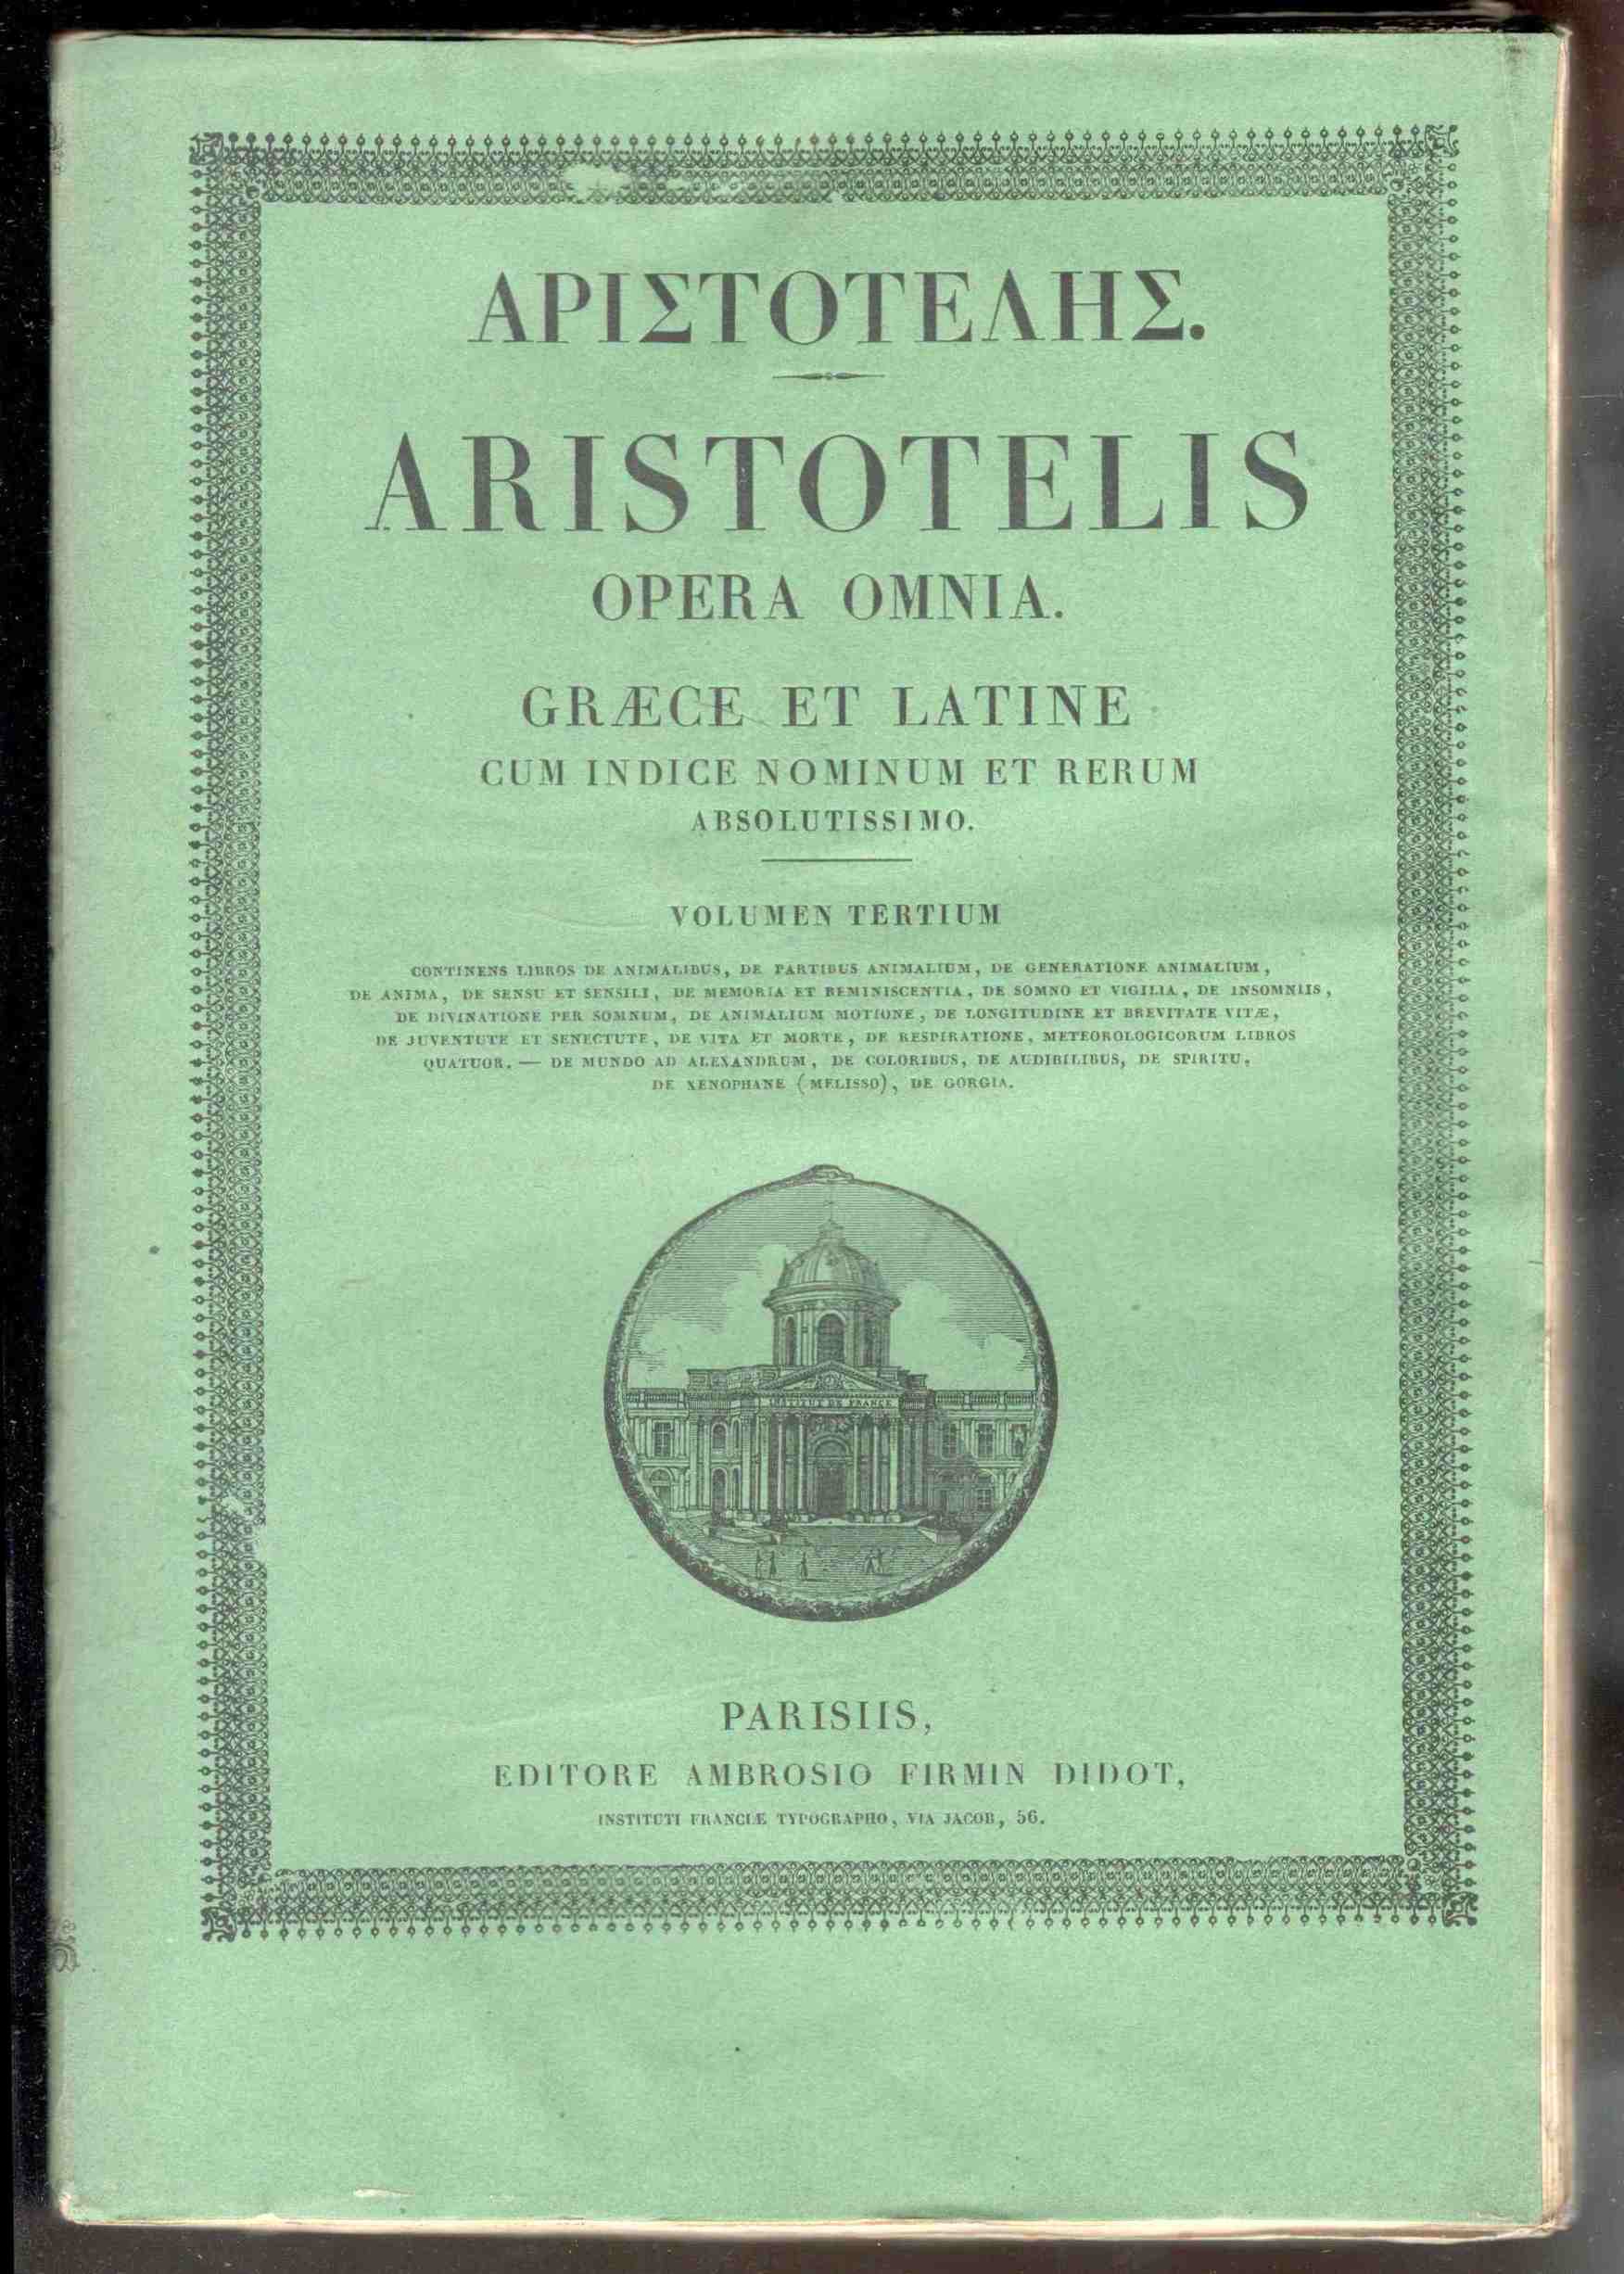 ΑΡΙΣΤΟΤΕΛΗΣ.
ARISTOTELIS
OPERA OMNIA.
GRÆCE ET LATINE
CUM INDICE NOMINUM ET RERUM
ABSOLUTISSIMO.
VOLUMEN TERTIUM
CONTINENS LIBROS DE ANIMALIBUS, DE PARTIBUS ANIMALIUM, DE GENERATIONE ANIMALIUM,
DE ANIMA, DE SENSU ET SENSILI, DE MEMORIA ET REMINISCENTIA, DE SOMNO ET VIGILIA, DE INSOMNIIS,
DE DIVINATIONE PER SOMNUM, DE ANIMALIUM MOTIONE, DE LONGITUDINE ET BREVITATE VITÆ,
DE JUVENTUTE ET SENECTUTE, DE VITA ET MORTE, DE RESPIRATIONE, METEOROLOGICORUM LIBROS
QUATUOR. — DE MUNDO AD ALEXANDRUM, DE COLORIBUS, DE AUDIBILIBUS, DE SPIRITU,
DE XENOPHANE (MELISSO), DE GORGIA.
INSTITUT DE FRANCE
PARISIIS,
EDITORE AMBROSIO FIRMIN DIDOT,
INSTITUTI FRANCIÆ TYPOGRAPHO, VIA JACOB, 56.